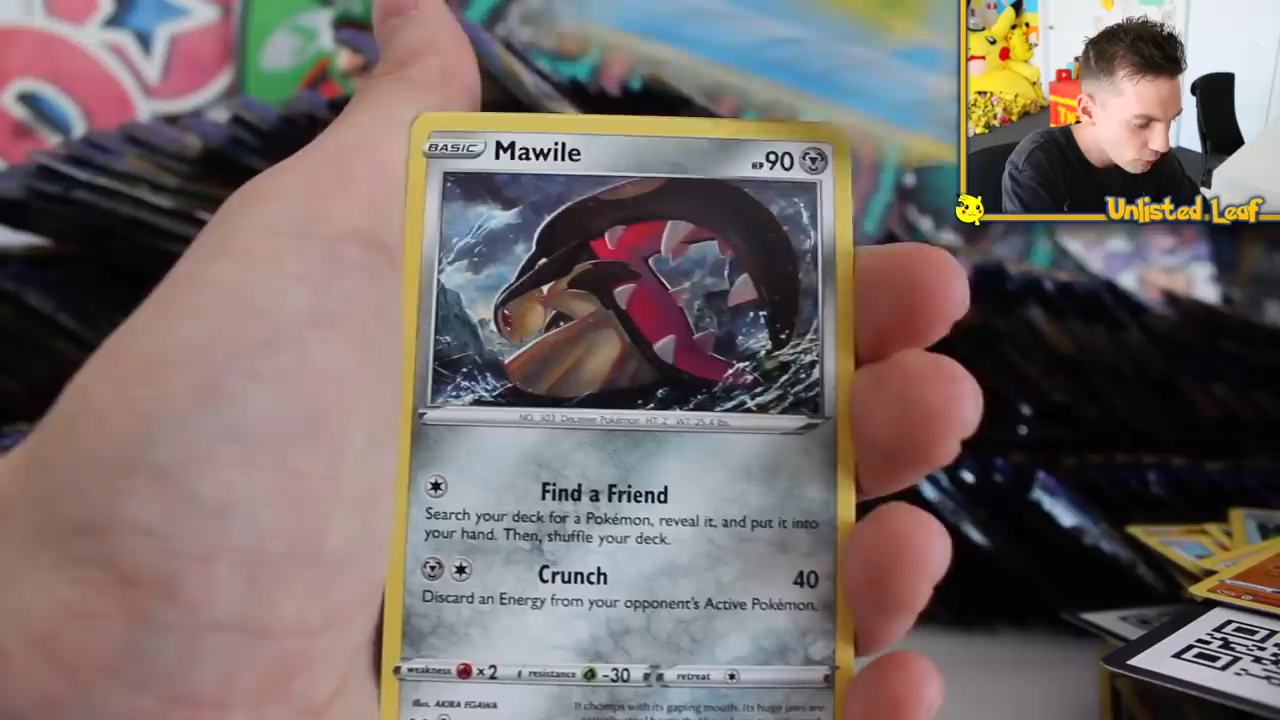 BASIC Mawile HP 90
Unlisted Leaf
NO. 303 Deceiver Pokémon HT: 2' WT: 25.4 lbs.
Find a Friend
Search your deck for a Pokémon, reveal it, and put it into
your hand. Then, shuffle your deck.
Crunch 40
Discard an Energy from your opponent's Active Pokémon.
weakness ×2 resistance -30 retreat
illus. AKIRA EGAWA
It chomps with its gaping mouth. Its huge jaws are